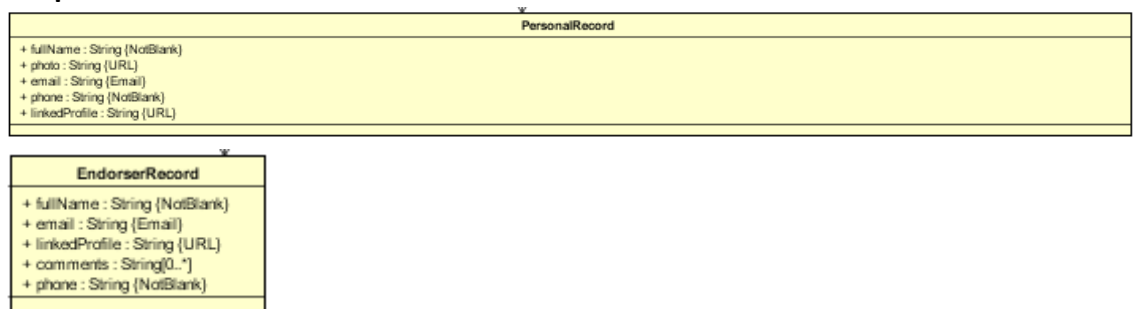 PersonalRecord
+ fullName : String {NotBlank}
+ photo : String {URL}
+ email : String {Email}
+ phone : String {NotBlank}
+ linkedProfile : String {URL}
EndorserRecord
+ fullName : String {NotBlank}
+ email : String {Email}
+ linkedProfile : String {URL}
+ comments : String[0..*]
+ phone : String {NotBlank}